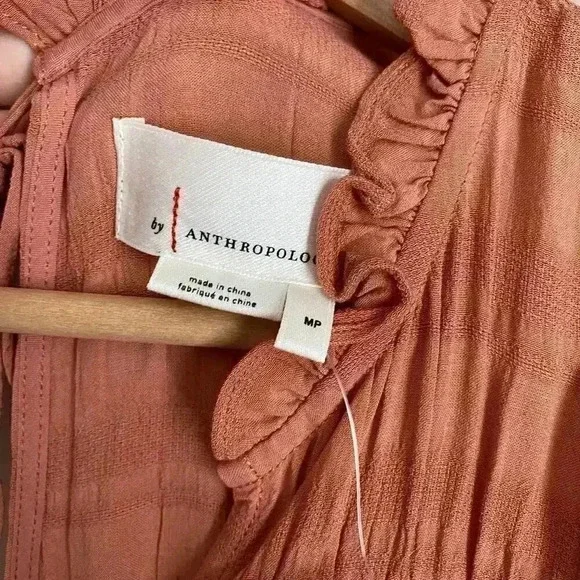 by ANTHROPOLOG
made in china
fabriqué en chine
MP